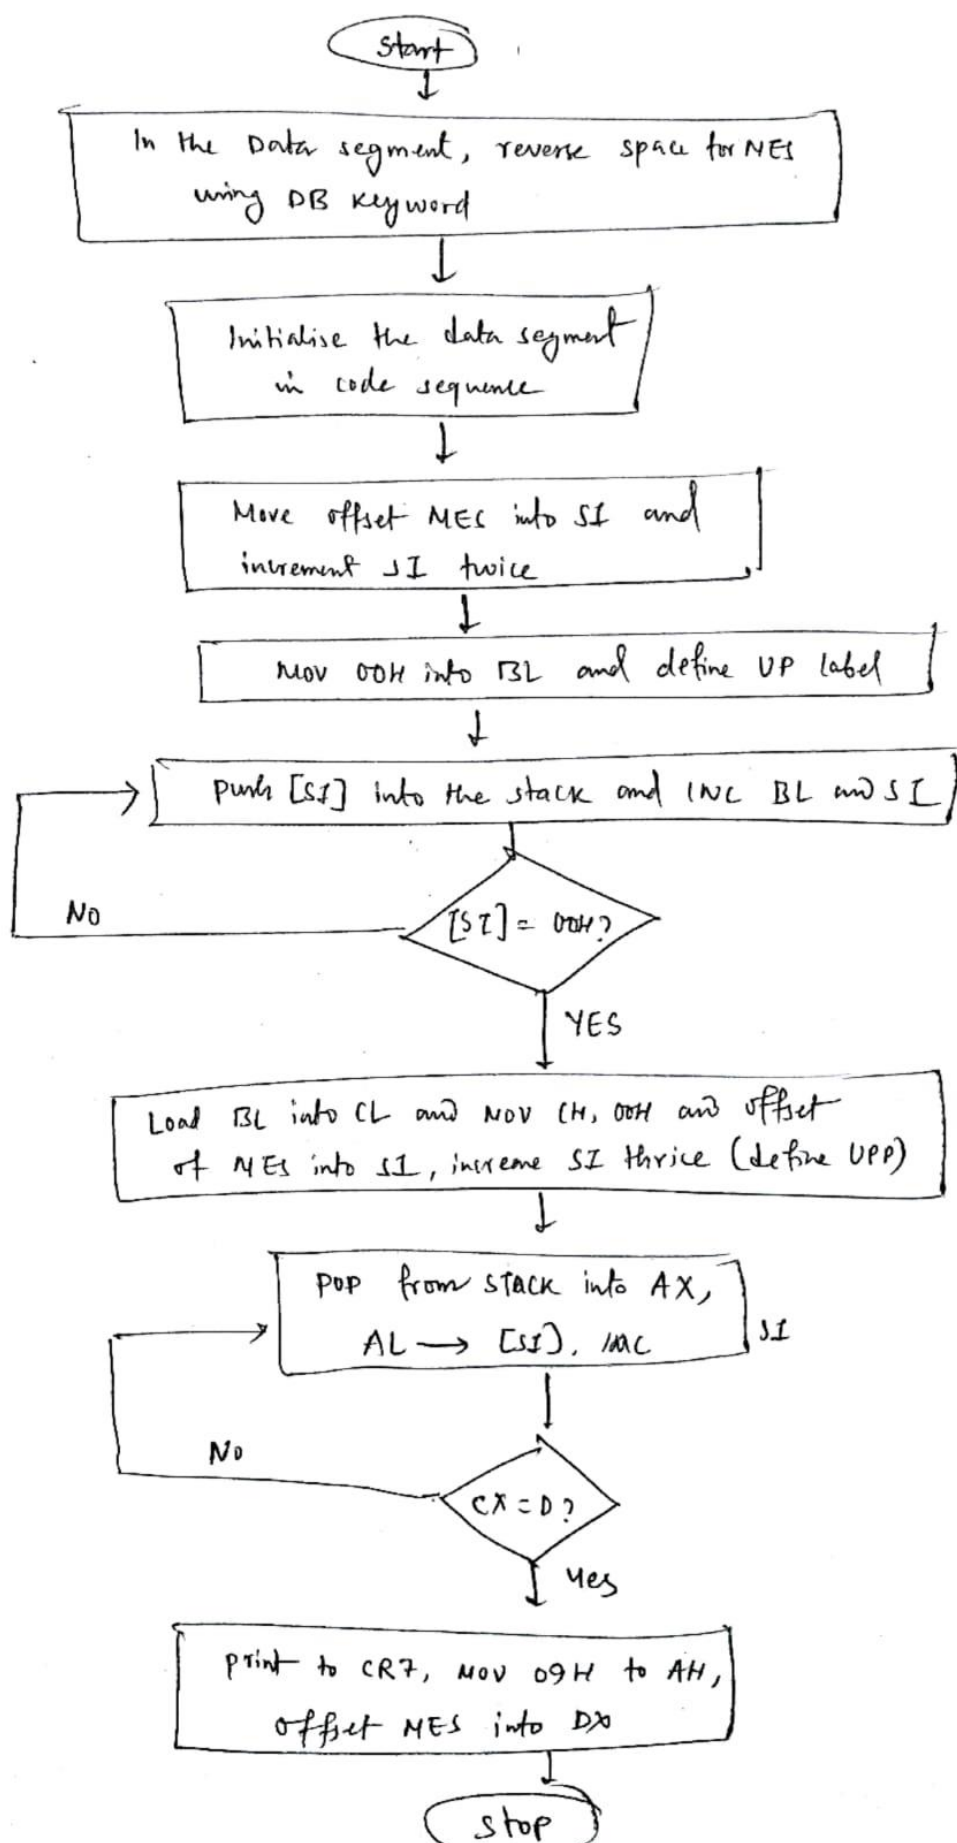 start
In the Data segment, reverse space for MES
using DB keyword
Initialise the data segment
in code sequence
Move offset MES into SI and
increment SI twice
Mov 00H into BL and define UP label
push [SI] into the stack and INC BL and SI
No
[SI] = 00H?
YES
Load BL into CL and MOV CH, 00H and offset
of MES into SI, increme SI thrice (define UPP)
POP from STACK into AX,
AL → [SI], INC SI
No
CX = 0?
Yes
print to CR7, MOV 09H to AH,
offset MES into DX
stop